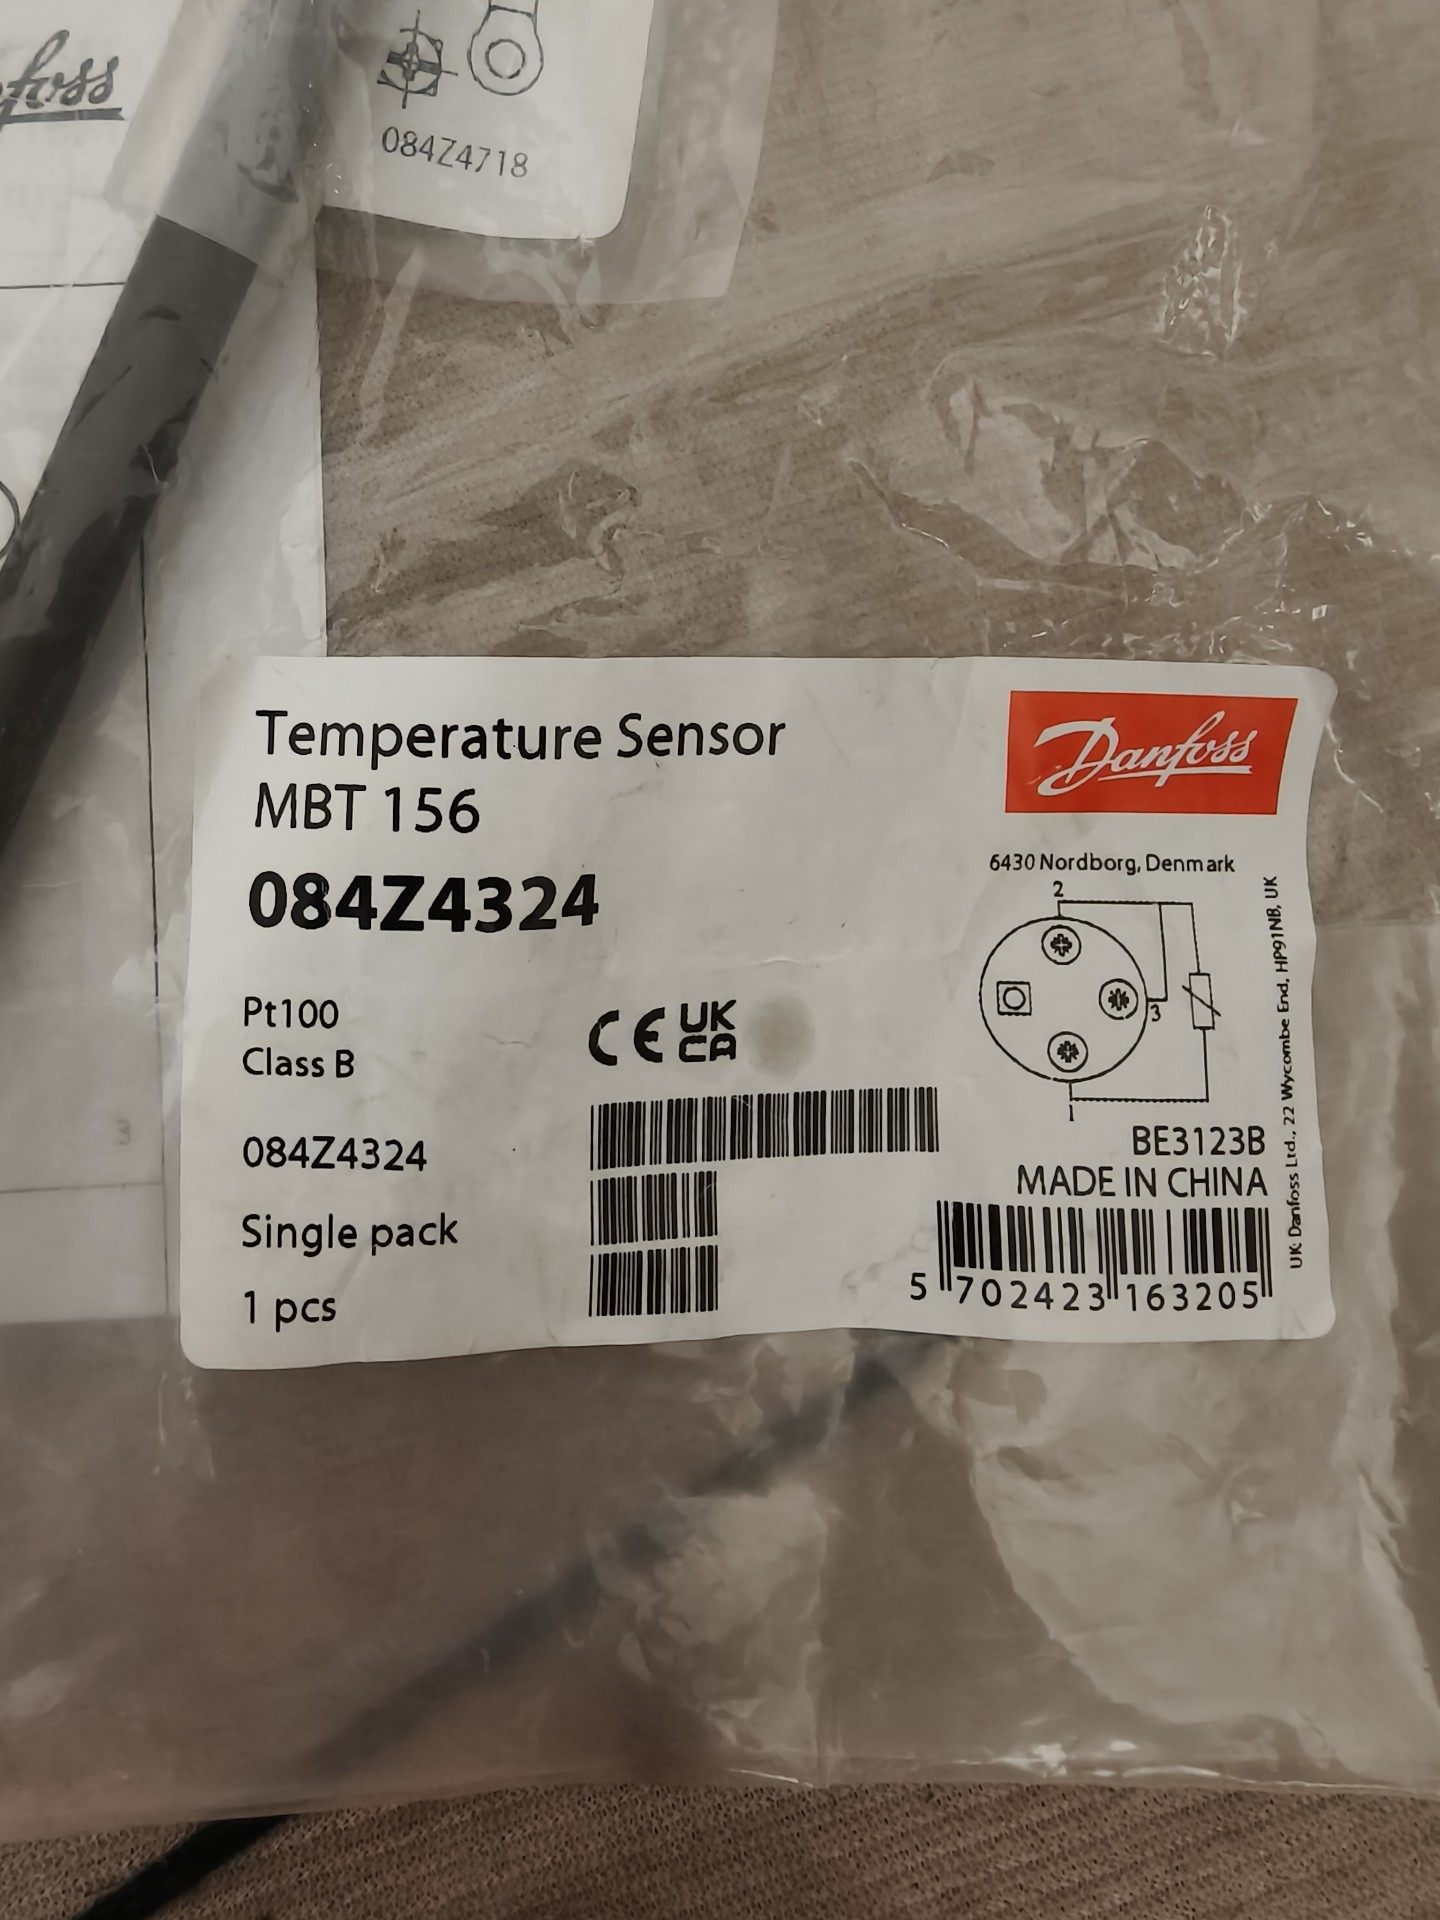 084Z4718
Temperature Sensor
MBT 156
084Z4324
Danfoss
6430 Nordborg, Denmark
2
3
1
Pt100
Class B
CE UK CA
084Z4324
Single pack
1 pcs
BE3123B
MADE IN CHINA
5 702423 163205
UK: Danfoss Ltd., 22 Wycombe End, HP91NB, UK
3